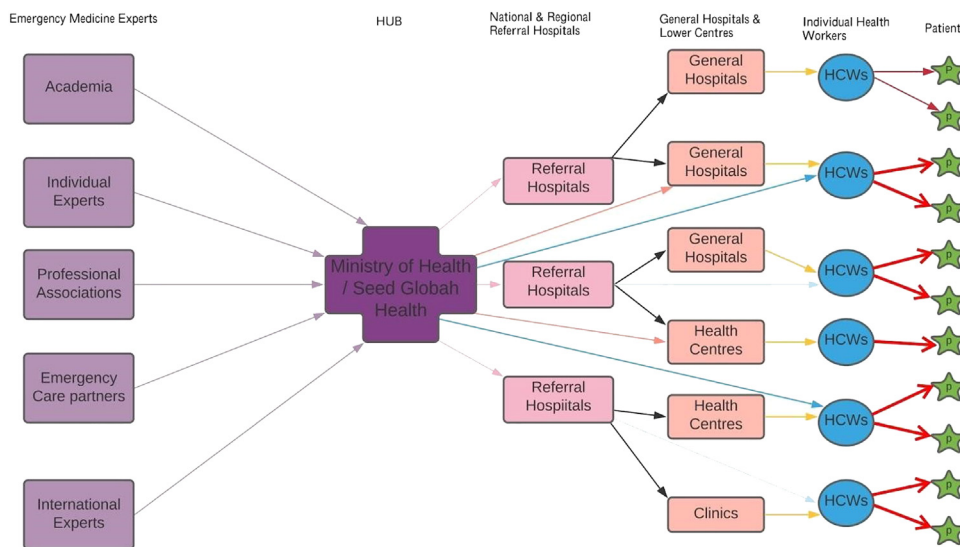 Emergency Medicine Experts
HUB
National & Regional
Referral Hospitals
General Hospitals &
Lower Centres
Individual Health
Workers
Patient
Academia
Individual
Experts
Professional
Associations
Emergency
Care partners
International
Experts
Ministry of Health
/ Seed Globah
Health
Referral
Hospitals
Referral
Hospitals
Referral
Hospiitals
General
Hospitals
General
Hospitals
General
Hospitals
Health
Centres
Health
Centres
Clinics
HCWs
HCWs
HCWs
HCWs
HCWs
HCWs
p
p
p
p
p
p
p
p
p
p
p